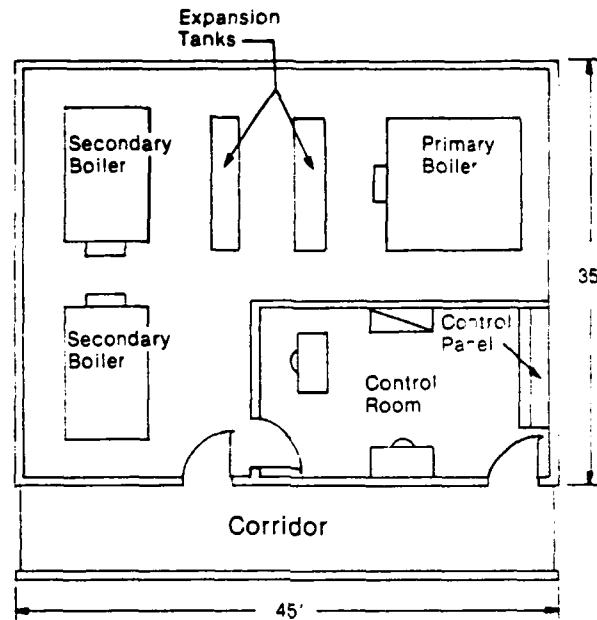 Expansion
Tanks
Secondary
Boiler
Primary
Boiler
35
Secondary
Boiler
Control
Panel
Control
Room
Corridor
45'